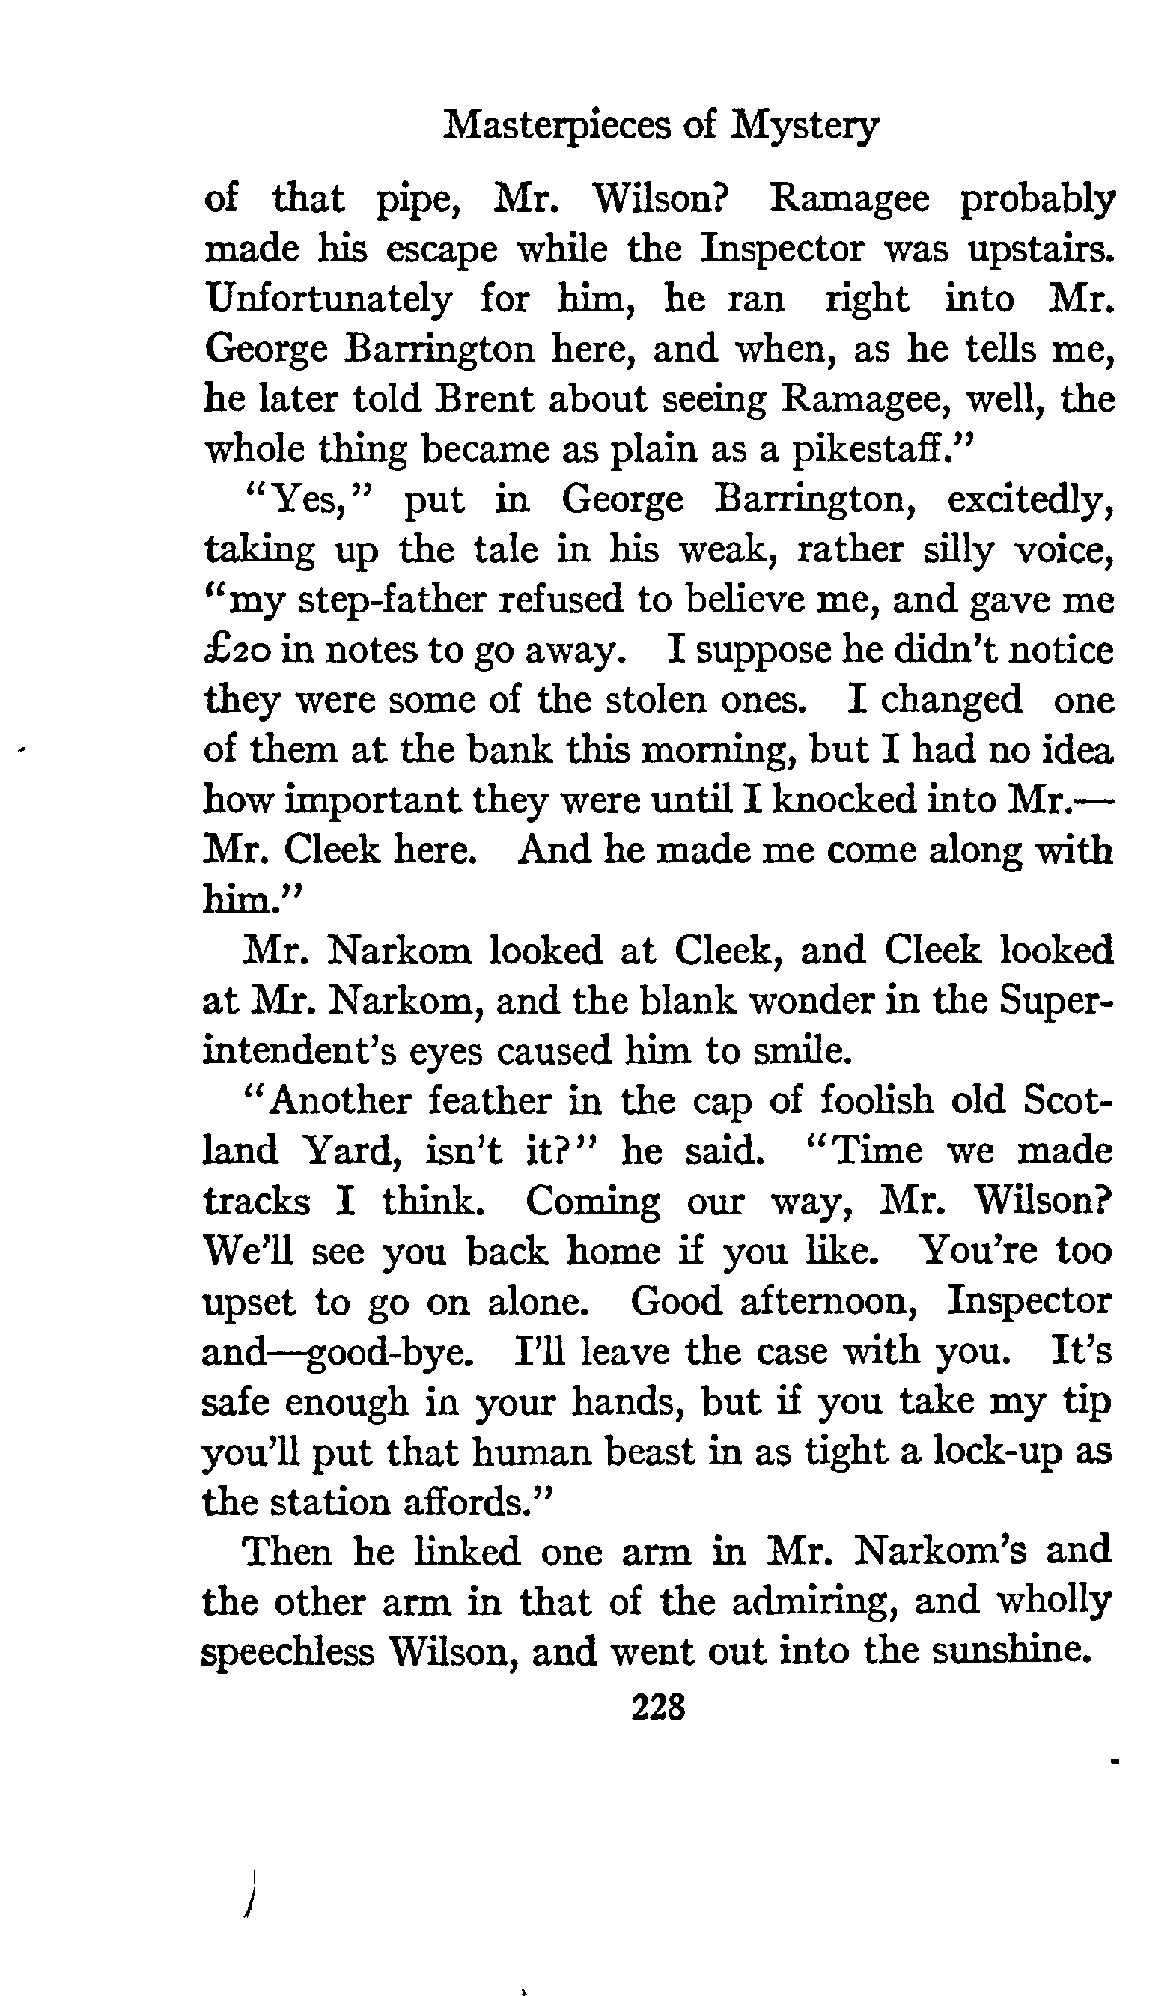 Masterpieces of Mystery
of that pipe, Mr. Wilson? Ramagee probably
made his escape while the Inspector was upstairs.
Unfortunately for him, he ran right into Mr.
George Barrington here, and when, as he tells me,
he later told Brent about seeing Ramagee, well, the
whole thing became as plain as a pikestaff."
"Yes," put in George Barrington, excitedly,
taking up the tale in his weak, rather silly voice,
"my step-father refused to believe me, and gave me
£20 in notes to go away. I suppose he didn't notice
they were some of the stolen ones. I changed one
of them at the bank this morning, but I had no idea
how important they were until I knocked into Mr.—
Mr. Cleek here. And he made me come along with
him."
Mr. Narkom looked at Cleek, and Cleek looked
at Mr. Narkom, and the blank wonder in the Super-
intendent's eyes caused him to smile.
"Another feather in the cap of foolish old Scot-
land Yard, isn't it?" he said. "Time we made
tracks I think. Coming our way, Mr. Wilson?
We'll see you back home if you like. You're too
upset to go on alone. Good afternoon, Inspector
and—good-bye. I'll leave the case with you. It's
safe enough in your hands, but if you take my tip
you'll put that human beast in as tight a lock-up as
the station affords."
Then he linked one arm in Mr. Narkom's and
the other arm in that of the admiring, and wholly
speechless Wilson, and went out into the sunshine.
228